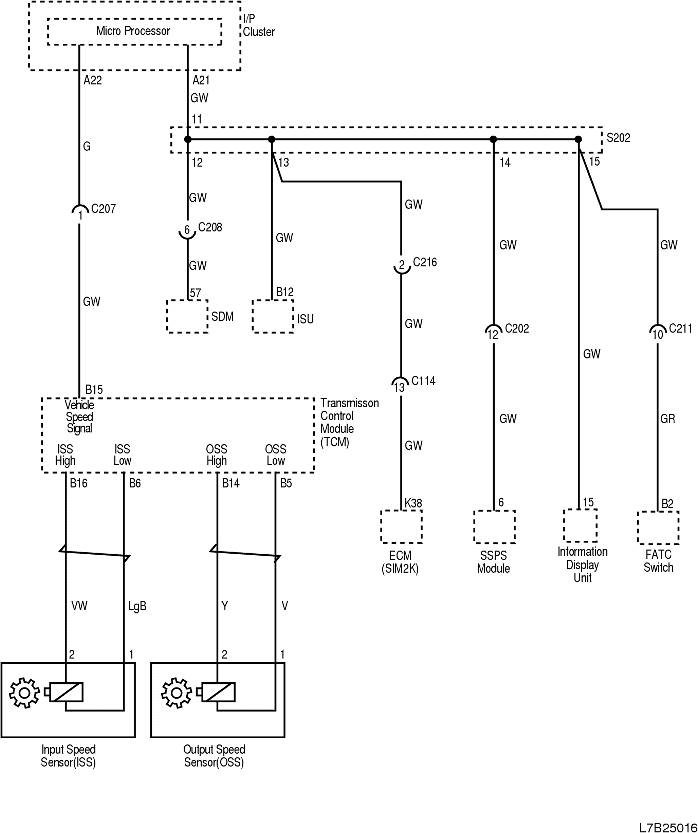 Micro Processor
I/P
Cluster
A22
A21
GW
11
S202
G
12
13
14
15
GW
GW
GW
GW
C207
1
6
C208
GW
GW
2
C216
GW
57
SDM
B12
ISU
GW
12
C202
10
C211
GW
13
C114
B15
Vehicle
Speed
Signal
Transmisson
Control
Module
(TCM)
GW
GW
GR
ISS
High
ISS
Low
OSS
High
OSS
Low
B16
B6
B14
B5
K38
6
15
B2
ECM
(SIM2K)
SSPS
Module
Information
Display
Unit
FATC
Switch
VW
LgB
Y
V
2
1
2
1
Input Speed
Sensor(ISS)
Output Speed
Sensor(OSS)
L7B25016